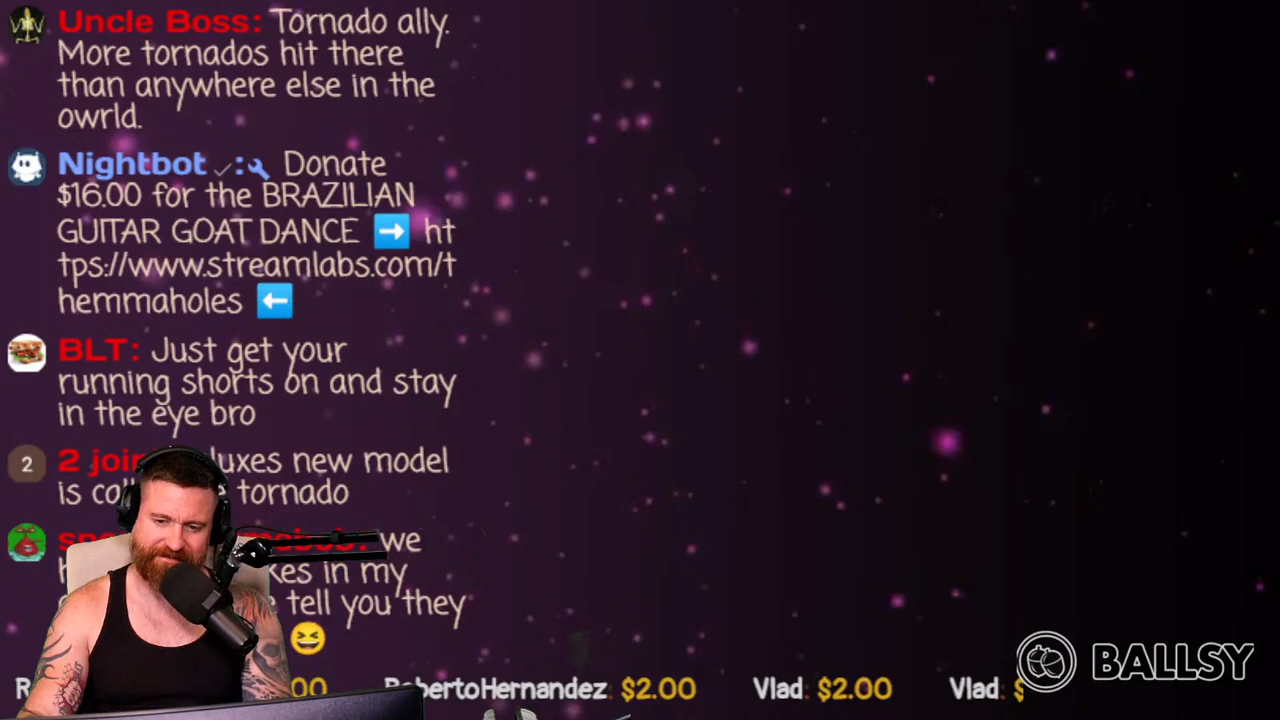 Uncle Boss: Tornado ally.
More tornados hit there
than anywhere else in the
owrld.
Nightbot ✓: Donate
$16.00 for the BRAZILIAN
GUITAR GOAT DANCE ➡️ ht
tps://www.streamlabs.com/t
hemmaholes ⬅️
BLT: Just get your
running shorts on and stay
in the eye bro
2
2 new model
is tornado
we
in my
tell you they
😆
RobertoHernandez: $2.00 Vlad: $2.00 Vlad:
BALLSY